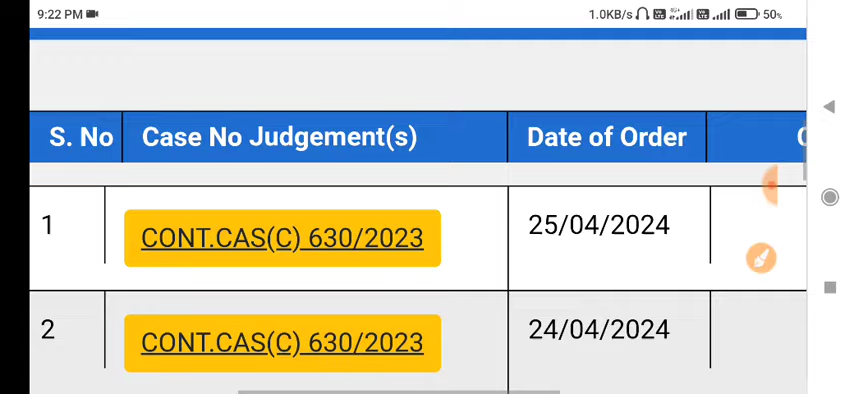 9:22 PM 1.0KB/s 4G+ 50%
S. No Case No Judgement(s) Date of Order
1 CONT.CAS(C) 630/2023 25/04/2024
2 CONT.CAS(C) 630/2023 24/04/2024